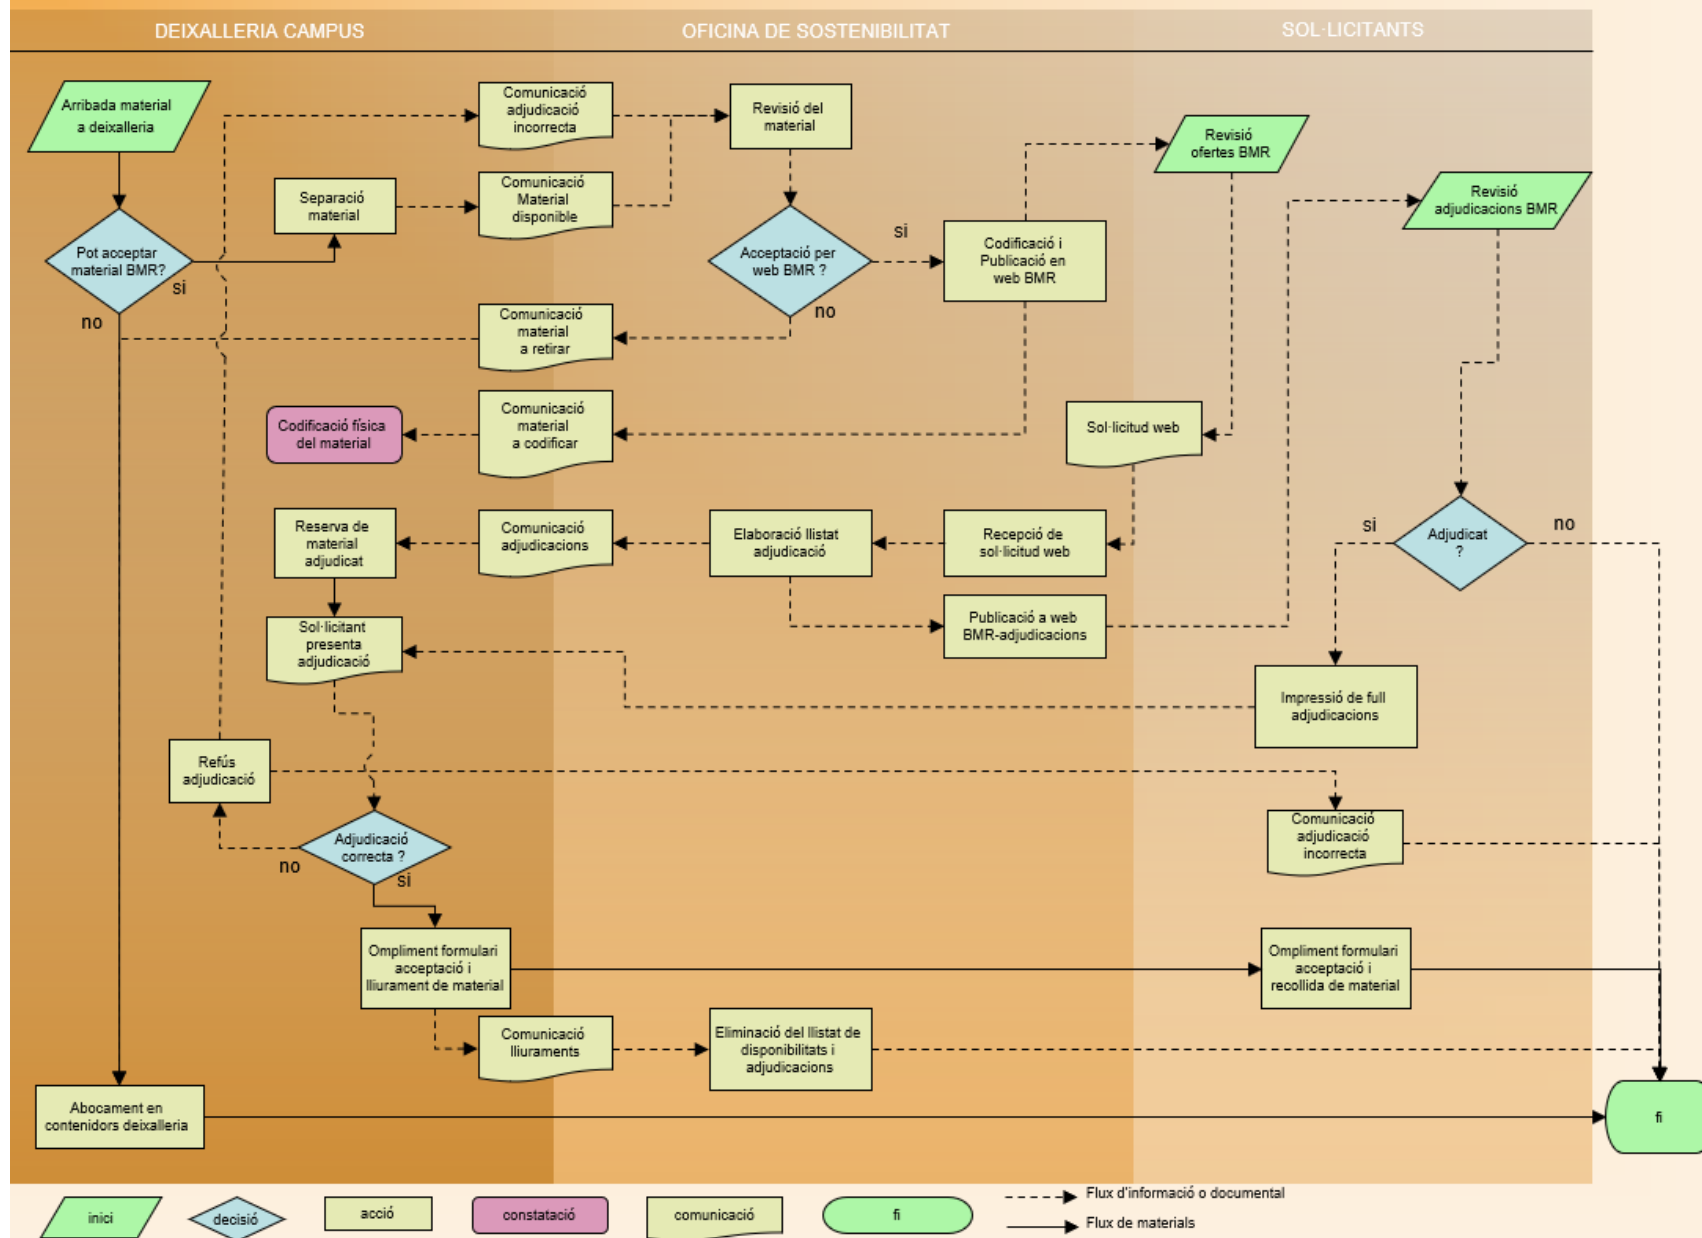 DEIXALLERIA CAMPUS
OFICINA DE SOSTENIBILITAT
SOL·LICITANTS
Arribada material
a deixalleria
Comunicació
adjudicació
incorrecta
Revisió del
material
Revisió
ofertes BMR
Separació
material
Comunicació
Material
disponible
Revisió
adjudicacions BMR
Pot acceptar
material BMR?
si
no
Acceptació per
web BMR ?
si
no
Codificació i
Publicació en
web BMR
Comunicació
material
a retirar
Codificació física
del material
Comunicació
material
a codificar
Sol·licitud web
Reserva de
material
adjudicat
Comunicació
adjudicacions
Elaboració llistat
adjudicació
Recepció de
sol·licitud web
si
Adjudicat
?
no
Sol·licitant
presenta
adjudicació
Publicació a web
BMR-adjudicacions
Impressió de full
adjudicacions
Refús
adjudicació
Adjudicació
correcta ?
no
si
Comunicació
adjudicació
incorrecta
Ompliment formulari
acceptació i
lliurament de material
Ompliment formulari
acceptació i
recollida de material
Comunicació
lliuraments
Eliminació del llistat de
disponibilitats i
adjudicacions
Abocament en
contenidors deixalleria
fi
inici
decisió
acció
constatació
comunicació
fi
Flux d'informació o documental
Flux de materials